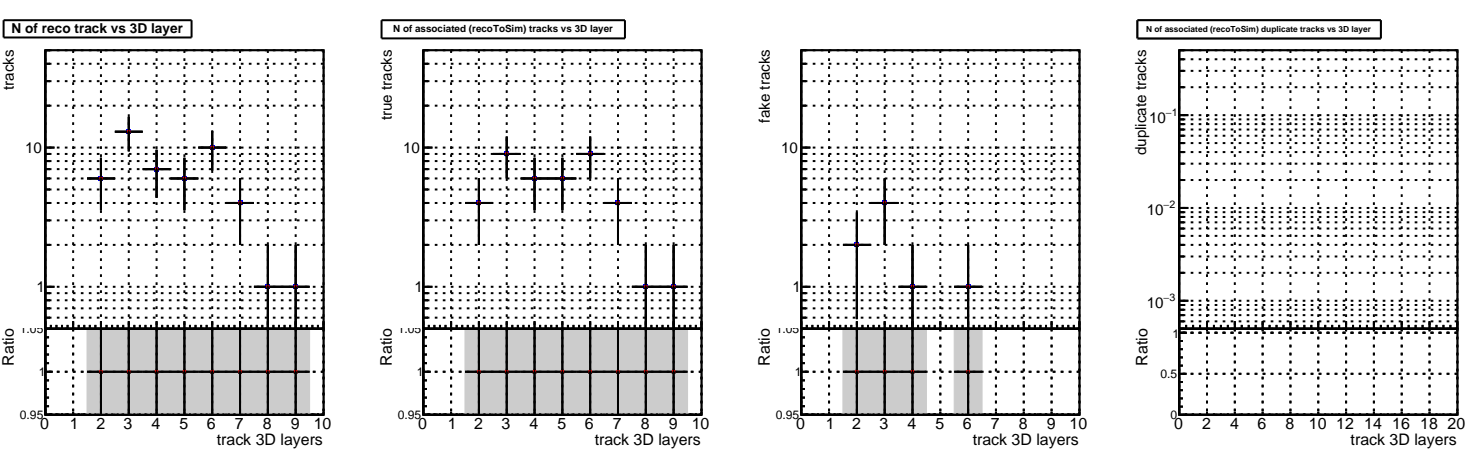 N of reco track vs 3D layer
tracks
10
1
Ratio
1.05
1
0.95
0 1 2 3 4 5 6 7 8 9 10
track 3D layers
N of associated (recoToSim) tracks vs 3D layer
true tracks
10
1
Ratio
1.05
1
0.95
0 1 2 3 4 5 6 7 8 9 10
track 3D layers
fake tracks
10
1
Ratio
1.05
1
0.95
0 1 2 3 4 5 6 7 8 9 10
track 3D layers
N of associated (recoToSim) duplicate tracks vs 3D layer
duplicate tracks
10⁻¹
10⁻²
10⁻³
Ratio
1
0.5
0
0 2 4 6 8 10 12 14 16 18 20
track 3D layers